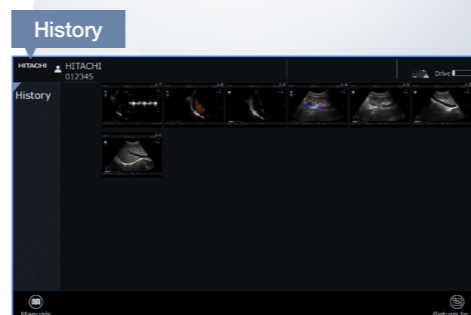 History
HITACHI
HITACHI
012345
Drive
History
Manuals
Return to